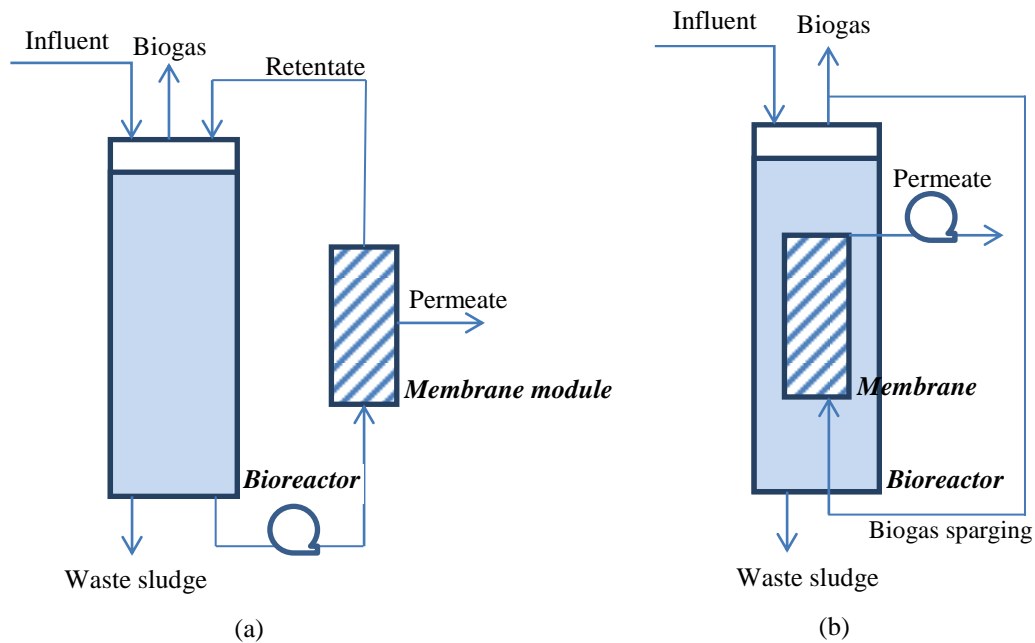 Influent
Biogas
Retentate
Permeate
Membrane module
Bioreactor
Waste sludge
(a)
Influent
Biogas
Permeate
Membrane
Bioreactor
Biogas sparging
Waste sludge
(b)